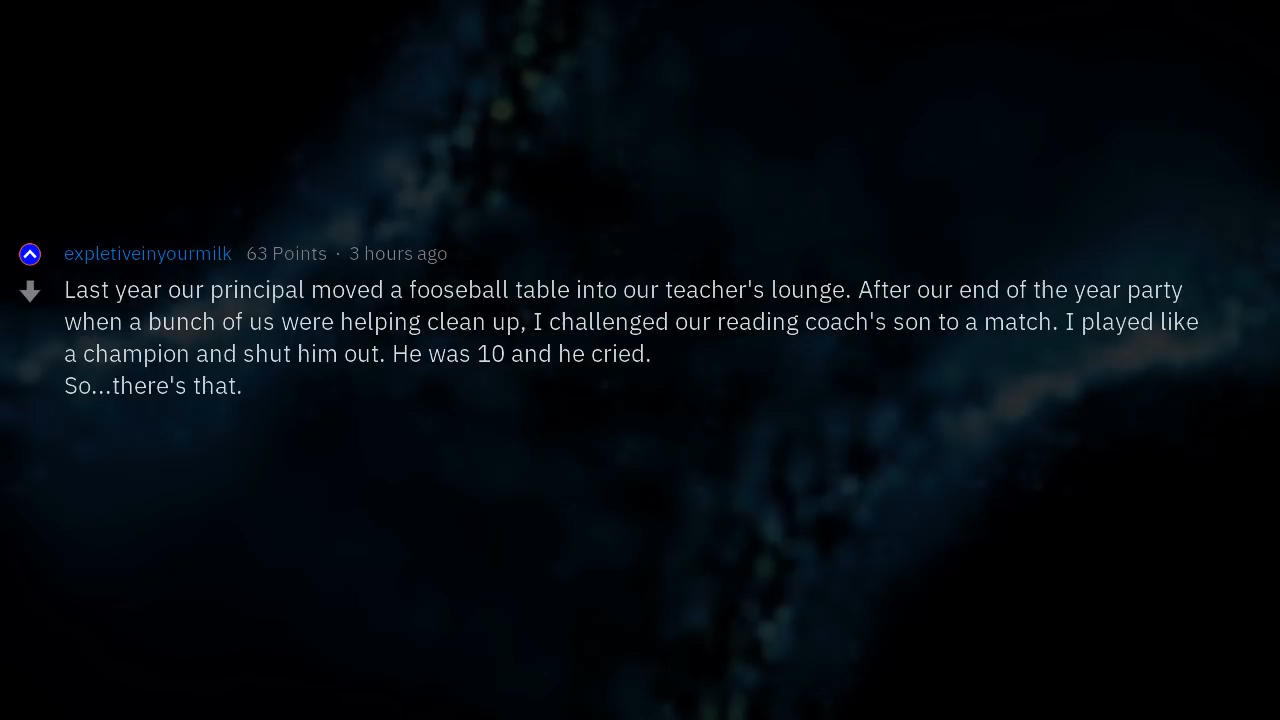 expletiveinyourmilk 63 Points · 3 hours ago
Last year our principal moved a fooseball table into our teacher's lounge. After our end of the year party
when a bunch of us were helping clean up, I challenged our reading coach's son to a match. I played like
a champion and shut him out. He was 10 and he cried.
So...there's that.